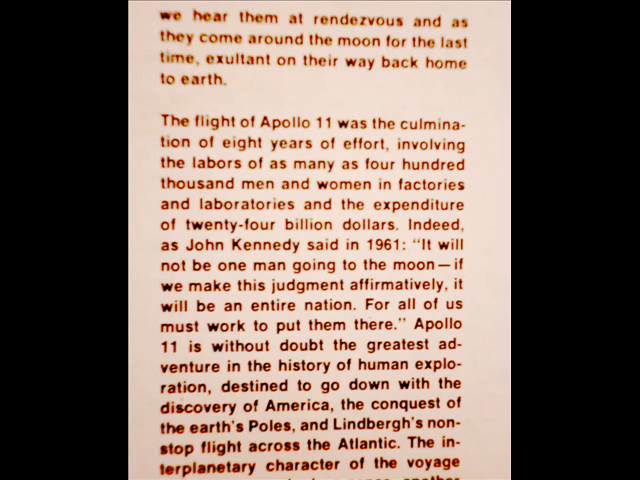 we hear them at rendezvous and as
they come around the moon for the last
time, exultant on their way back home
to earth.
The flight of Apollo 11 was the culmina-
tion of eight years of effort, involving
the labors of as many as four hundred
thousand men and women in factories
and laboratories and the expenditure
of twenty-four billion dollars. Indeed,
as John Kennedy said in 1961: "It will
not be one man going to the moon—if
we make this judgment affirmatively, it
will be an entire nation. For all of us
must work to put them there." Apollo
11 is without doubt the greatest ad-
venture in the history of human explo-
ration, destined to go down with the
discovery of America, the conquest of
the earth's Poles, and Lindbergh's non-
stop flight across the Atlantic. The in-
terplanetary character of the voyage